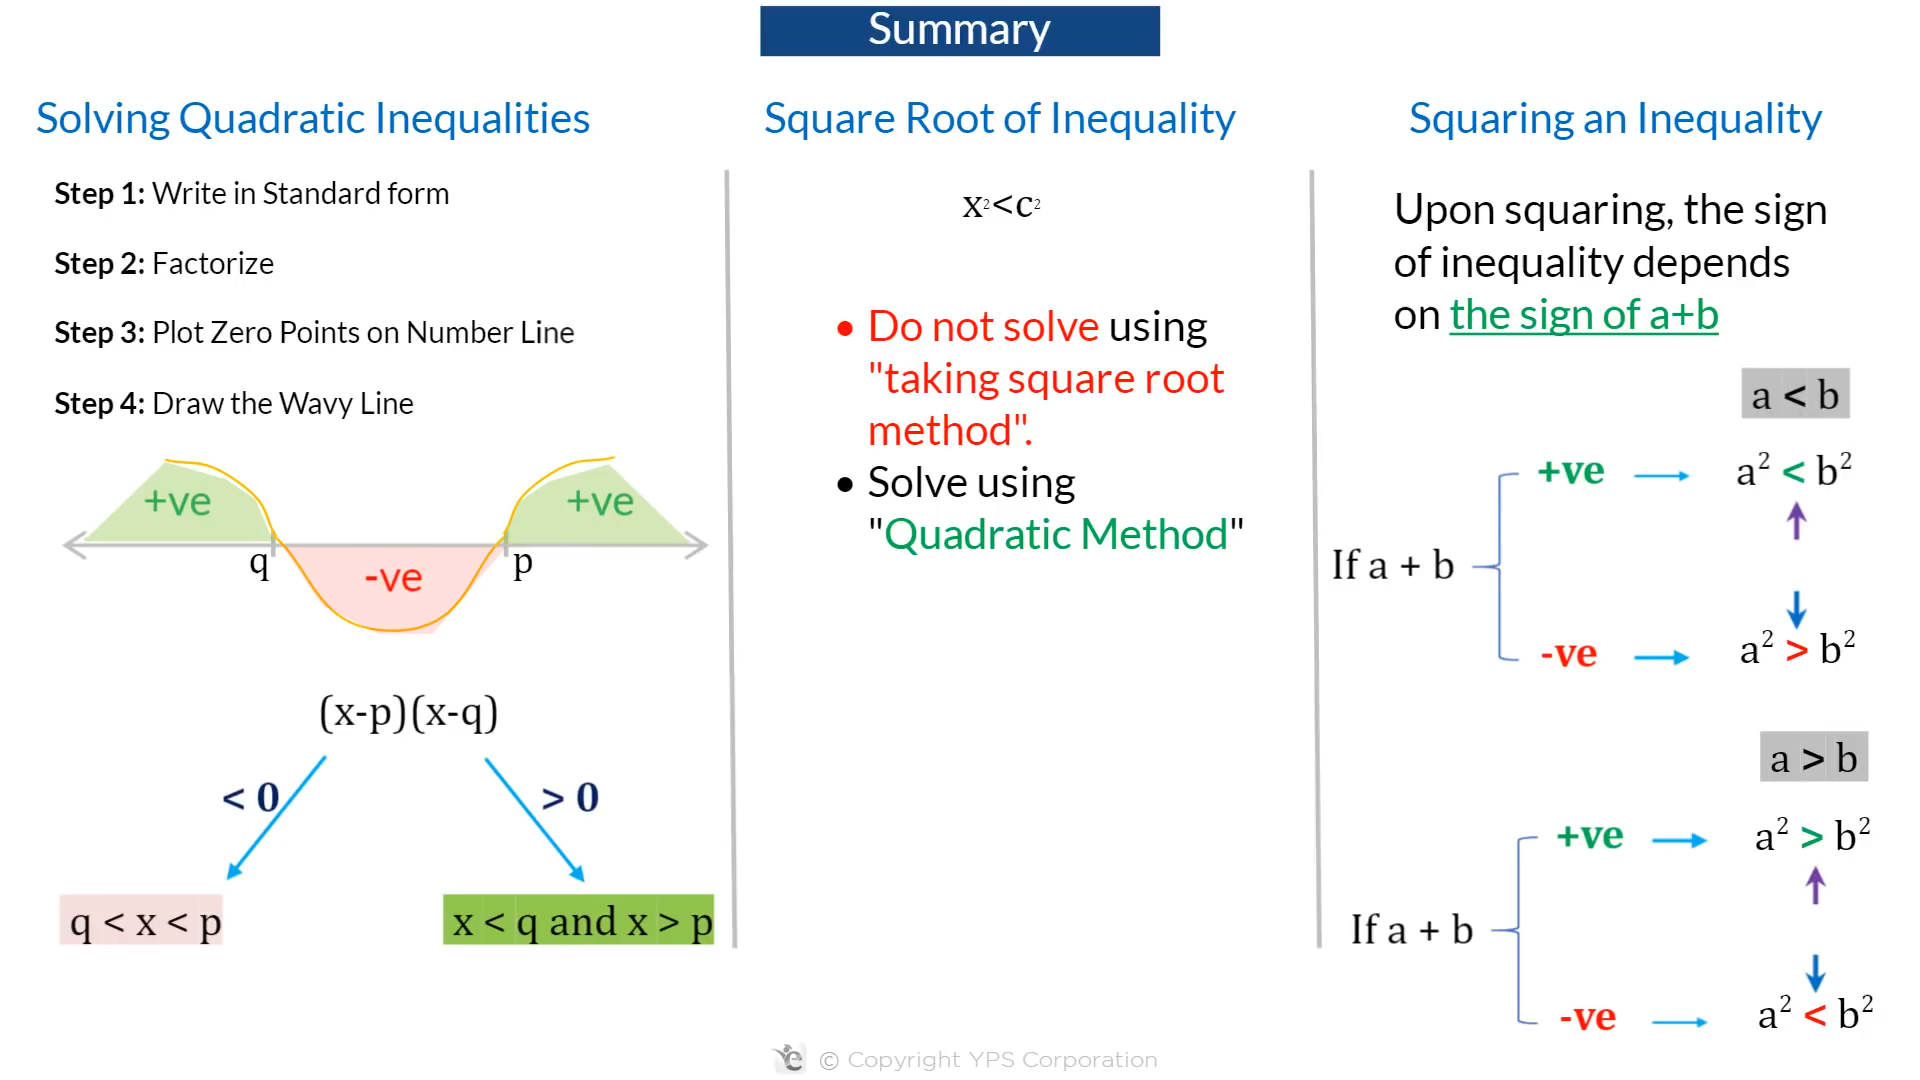 Summary
Solving Quadratic Inequalities
Step 1: Write in Standard form
Step 2: Factorize
Step 3: Plot Zero Points on Number Line
Step 4: Draw the Wavy Line
+ve
+ve
q
-ve
p
(x-p)(x-q)
< 0
> 0
q < x < p
x < q and x > p
Square Root of Inequality
x²<c²
• Do not solve using
"taking square root
method".
• Solve using
"Quadratic Method"
Squaring an Inequality
Upon squaring, the sign
of inequality depends
on the sign of a+b
a < b
+ve
a² < b²
If a + b
-ve
a² > b²
a > b
+ve
a² > b²
If a + b
-ve
a² < b²
e © Copyright YPS Corporation